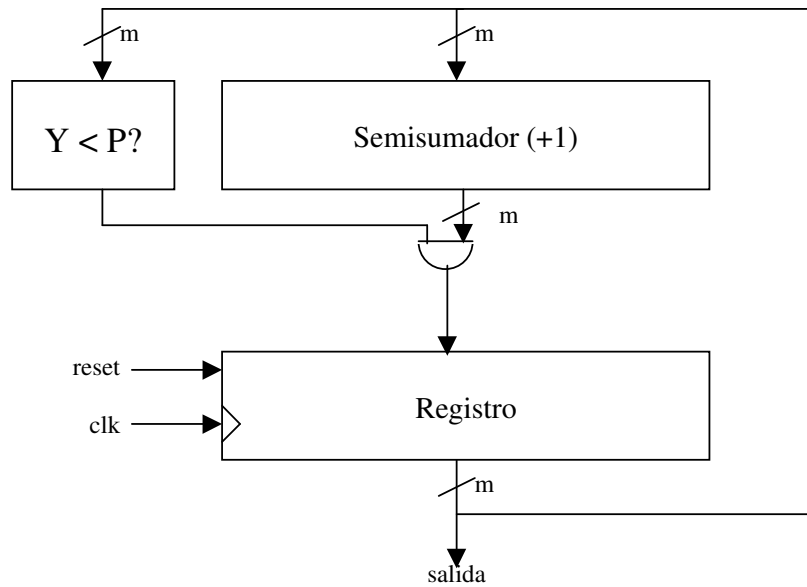 m
m
Y < P?
Semisumador (+1)
m
reset
Registro
clk
m
salida